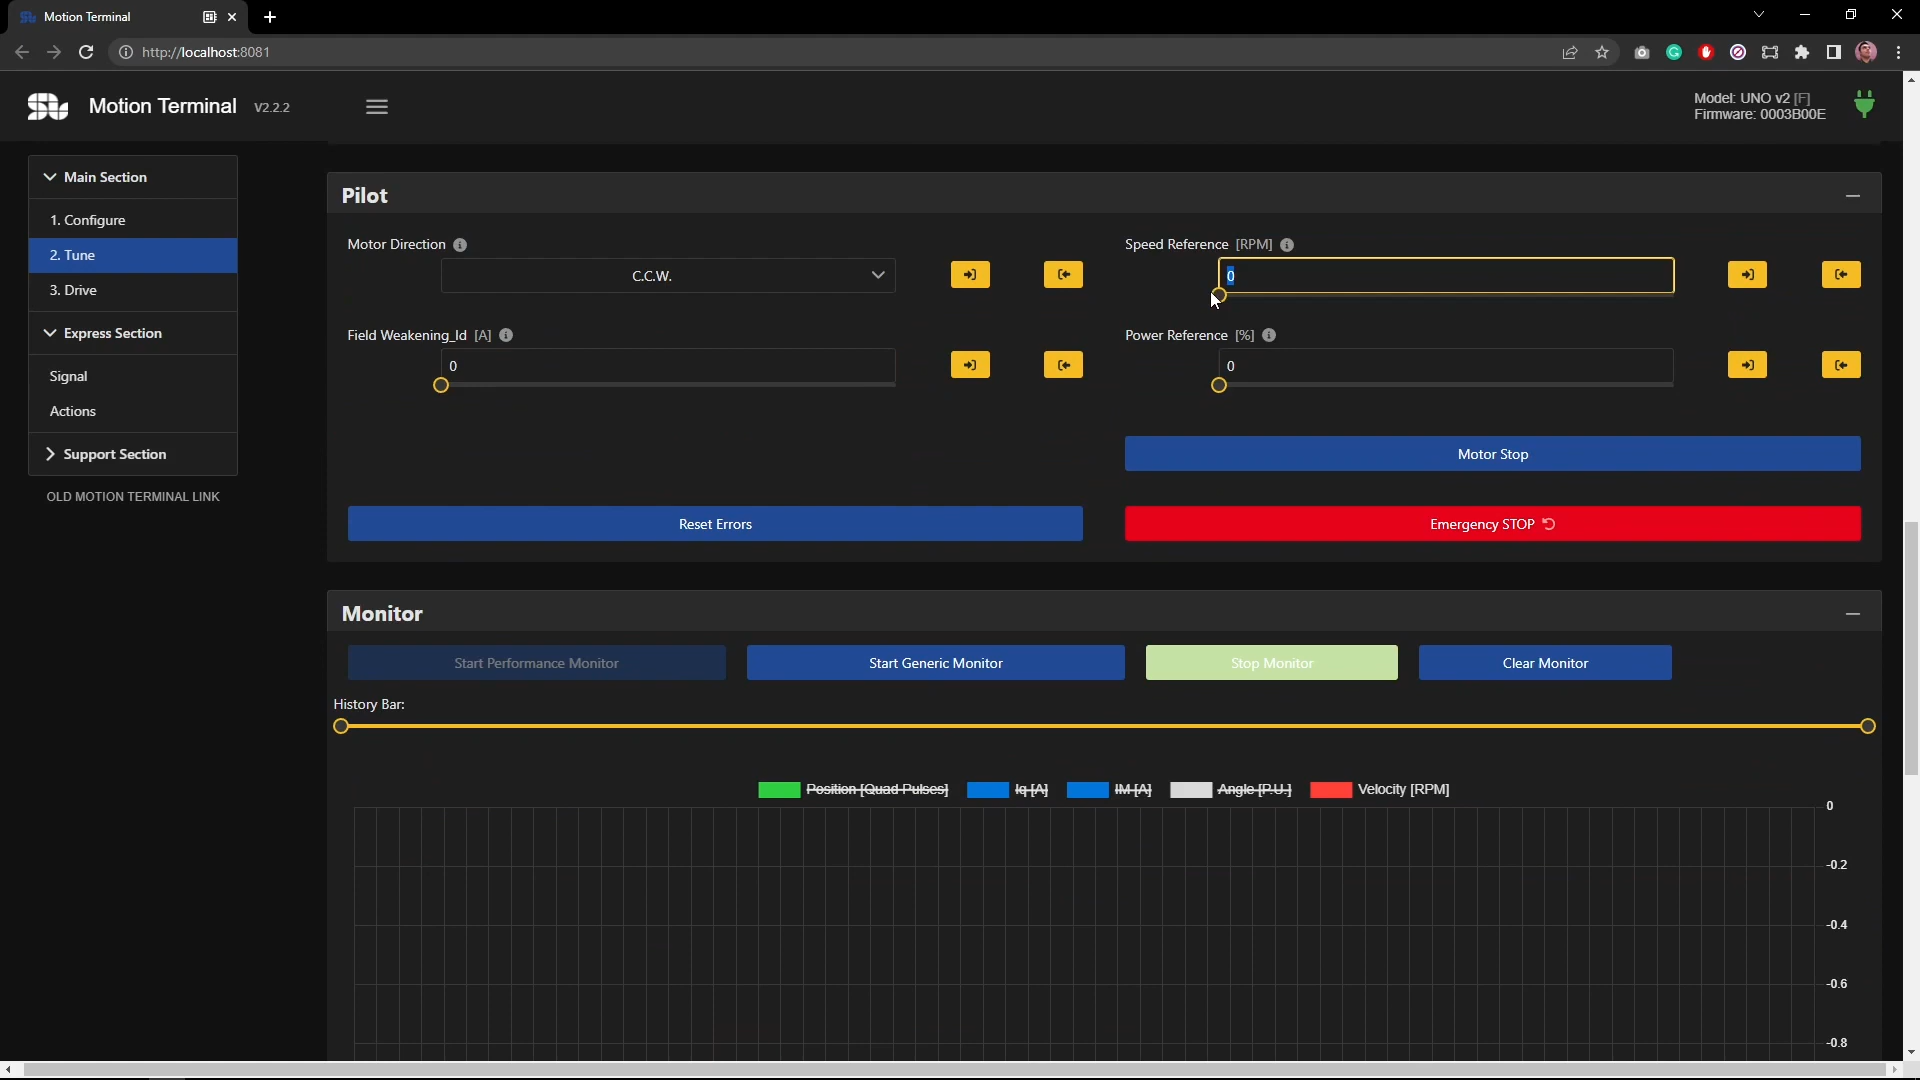 Motion Terminal
http://localhost:8081
Motion Terminal V2.2.2
Model: UNO v2 [F]
Firmware: 0003B00E
Main Section
1. Configure
2. Tune
3. Drive
Express Section
Signal
Actions
Support Section
OLD MOTION TERMINAL LINK
Pilot
Motor Direction
C.C.W.
Speed Reference [RPM]
0
Field Weakening_Id [A]
0
Power Reference [%]
0
Motor Stop
Reset Errors
Emergency STOP
Monitor
Start Performance Monitor
Start Generic Monitor
Stop Monitor
Clear Monitor
History Bar:
Position [Quad Pulses]
Iq [A]
IM [A]
Angle [P.U.]
Velocity [RPM]
0
-0.2
-0.4
-0.6
-0.8